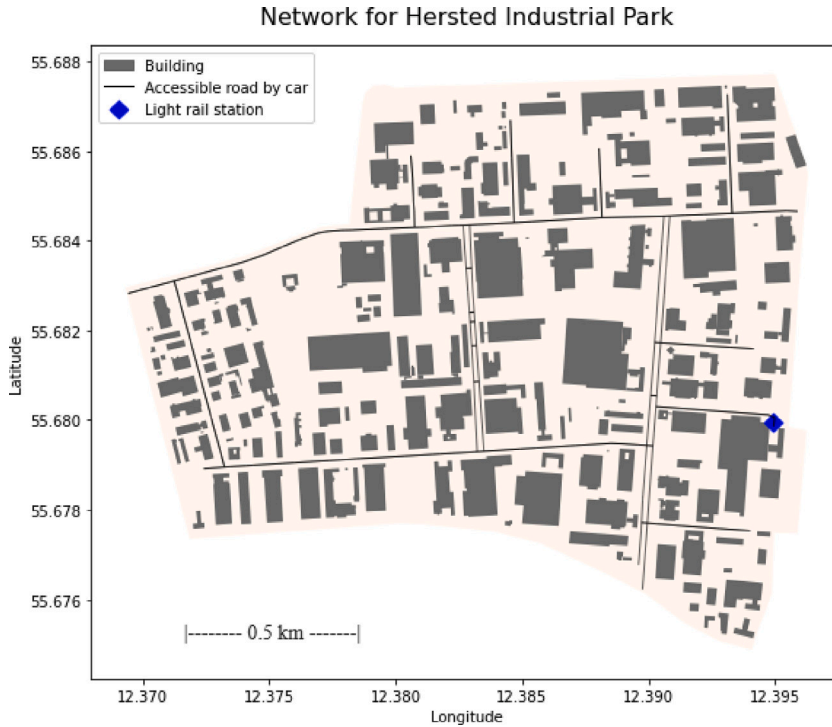 Network for Hersted Industrial Park
Building
Accessible road by car
Light rail station
55.688
55.686
55.684
55.682
55.680
55.678
55.676
Latitude
|------------ 0.5 km --------|
12.370 12.375 12.380 12.385 12.390 12.395
Longitude